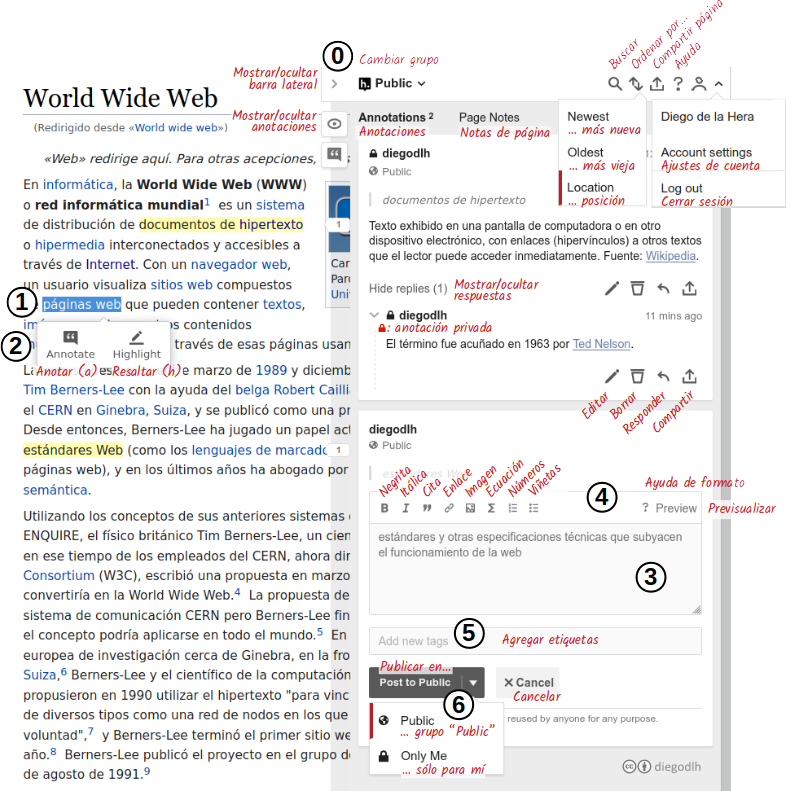 0
Cambiar grupo
Buscar
Ordenar por...
Compartir página
Ayuda
Mostrar/ocultar
barra lateral
Public
World Wide Web
Mostrar/ocultar
anotaciones
(Redirigido desde «World wide web»)
«Web» redirige aquí. Para otras acepciones,
En informática, la World Wide Web (WWW)
o red informática mundial1 es un sistema
de distribución de documentos de hipertexto
o hipermedia interconectados y accesibles a
través de Internet. Con un navegador web,
un usuario visualiza sitios web compuestos
páginas web que pueden contener textos,
contenidos
través de esas páginas usan
1
2
Annotate
Highlight
Anotar (a)
Resaltar (h)
e marzo de 1989 y diciemb
Tim Berners-Lee con la ayuda del belga Robert Cailli
el CERN en Ginebra, Suiza, y se publicó como una pr
Desde entonces, Berners-Lee ha jugado un papel act
estándares Web (como los lenguajes de marcado
páginas web), y en los últimos años ha abogado por
semántica.
Utilizando los conceptos de sus anteriores sistemas
ENQUIRE, el físico británico Tim Berners-Lee, un cien
en ese tiempo de los empleados del CERN, ahora dir
Consortium (W3C), escribió una propuesta en marzo
convertiría en la World Wide Web.4 La propuesta de
sistema de comunicación CERN pero Berners-Lee fin
el concepto podría aplicarse en todo el mundo.5 En
europea de investigación cerca de Ginebra, en la fro
Suiza,6 Berners-Lee y el científico de la computación
propusieron en 1990 utilizar el hipertexto "para vinc
de diversos tipos como una red de nodos en los que
voluntad",7 y Berners-Lee terminó el primer sitio we
año.8 Berners-Lee publicó el proyecto en el grupo de
de agosto de 1991.9
1
Can
Parc
Uni
1
Annotations 2
Page Notes
Anotaciones
Notas de página
Newest
... más nueva
Oldest
... más vieja
Location
... posición
Diego de la Hera
Account settings
Ajustes de cuenta
Log out
Cerrar sesión
diegodlh
Public
documentos de hipertexto
Texto exhibido en una pantalla de computadora o en otro
dispositivo electrónico, con enlaces (hipervínculos) a otros textos
que el lector puede acceder inmediatamente. Fuente: Wikipedia.
Hide replies (1)
Mostrar/ocultar
respuestas
diegodlh
11 mins ago
: anotación privada
El término fue acuñado en 1963 por Ted Nelson.
Editar
Borrar
Responder
Compartir
diegodlh
Public
estándares We
Negrita
Itálica
Cita
Enlace
Imagen
Ecuación
Números
Viñetas
4
Ayuda de formato
B I
? Preview
Previsualizar
estándares y otras especificaciones técnicas que subyacen
el funcionamiento de la web
3
Add new tags
5
Agregar etiquetas
Publicar en...
Post to Public
Cancel
Cancelar
6
Public
... grupo “Public”
reused by anyone for any purpose.
Only Me
... sólo para mí
diegodlh